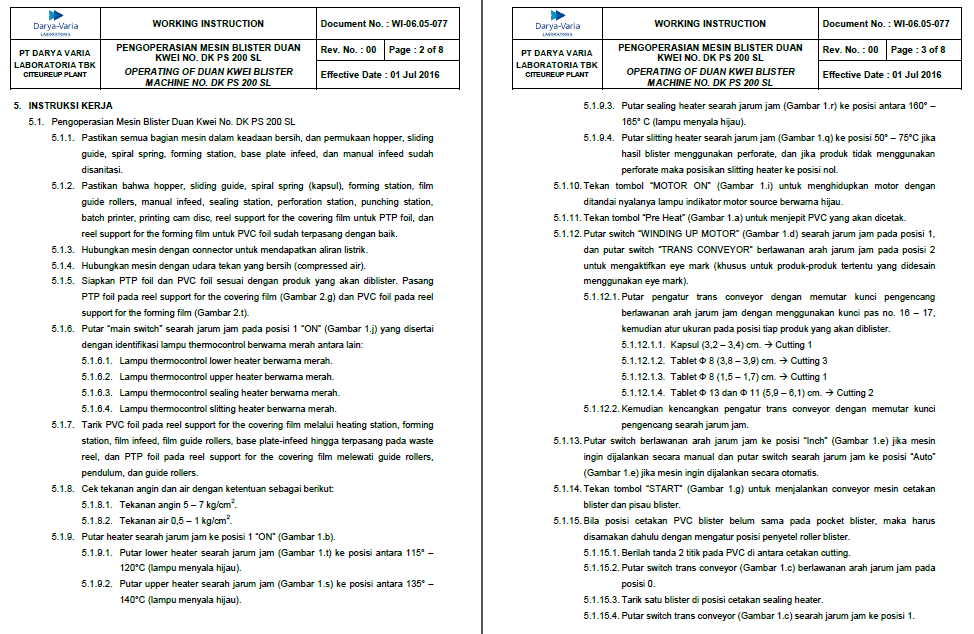 Darya-Varia
LABORATORIA
WORKING INSTRUCTION
Document No. : WI-06.05-077
PT DARYA VARIA
LABORATORIA TBK
CITEUREUP PLANT
PENGOPERASIAN MESIN BLISTER DUAN
KWEI NO. DK PS 200 SL
OPERATING OF DUAN KWEI BLISTER
MACHINE NO. DK PS 200 SL
Rev. No. : 00
Page : 2 of 8
Effective Date : 01 Jul 2016
5. INSTRUKSI KERJA
5.1. Pengoperasian Mesin Blister Duan Kwei No. DK PS 200 SL
5.1.1. Pastikan semua bagian mesin dalam keadaan bersih, dan permukaan hopper, sliding
guide, spiral spring, forming station, base plate infeed, dan manual infeed sudah
disanitasi.
5.1.2. Pastikan bahwa hopper, sliding guide, spiral spring (kapsul), forming station, film
guide rollers, manual infeed, sealing station, perforation station, punching station,
batch printer, printing cam disc, reel support for the covering film untuk PTP foil, dan
reel support for the forming film untuk PVC foil sudah terpasang dengan baik.
5.1.3. Hubungkan mesin dengan connector untuk mendapatkan aliran listrik.
5.1.4. Hubungkan mesin dengan udara tekan yang bersih (compressed air).
5.1.5. Siapkan PTP foil dan PVC foil sesuai dengan produk yang akan diblister. Pasang
PTP foil pada reel support for the covering film (Gambar 2.g) dan PVC foil pada reel
support for the forming film (Gambar 2.t).
5.1.6. Putar “main switch” searah jarum jam pada posisi 1 “ON” (Gambar 1.j) yang disertai
dengan identifikasi lampu thermocontrol berwarna merah antara lain:
5.1.6.1. Lampu thermocontrol lower heater berwarna merah.
5.1.6.2. Lampu thermocontrol upper heater berwarna merah.
5.1.6.3. Lampu thermocontrol sealing heater berwarna merah.
5.1.6.4. Lampu thermocontrol slitting heater berwarna merah.
5.1.7. Tarik PVC foil pada reel support for the covering film melalui heating station, forming
station, film infeed, film guide rollers, base plate-infeed hingga terpasang pada waste
reel, dan PTP foil pada reel support for the covering film melewati guide rollers,
pendulum, dan guide rollers.
5.1.8. Cek tekanan angin dan air dengan ketentuan sebagai berikut:
5.1.8.1. Tekanan angin 5 – 7 kg/cm².
5.1.8.2. Tekanan air 0,5 – 1 kg/cm².
5.1.9. Putar heater searah jarum jam ke posisi 1 “ON” (Gambar 1.b).
5.1.9.1. Putar lower heater searah jarum jam (Gambar 1.t) ke posisi antara 115° –
120°C (lampu menyala hijau).
5.1.9.2. Putar upper heater searah jarum jam (Gambar 1.s) ke posisi antara 135° –
140°C (lampu menyala hijau).
Darya-Varia
LABORATORIA
WORKING INSTRUCTION
Document No. : WI-06.05-077
PT DARYA VARIA
LABORATORIA TBK
CITEUREUP PLANT
PENGOPERASIAN MESIN BLISTER DUAN
KWEI NO. DK PS 200 SL
OPERATING OF DUAN KWEI BLISTER
MACHINE NO. DK PS 200 SL
Rev. No. : 00
Page : 3 of 8
Effective Date : 01 Jul 2016
5.1.9.3. Putar sealing heater searah jarum jam (Gambar 1.r) ke posisi antara 160° –
165° C (lampu menyala hijau).
5.1.9.4. Putar slitting heater searah jarum jam (Gambar 1.q) ke posisi 50° – 75°C jika
hasil blister menggunakan perforate, dan jika produk tidak menggunakan
perforate maka posisikan slitting heater ke posisi nol.
5.1.10. Tekan tombol “MOTOR ON” (Gambar 1.i) untuk menghidupkan motor dengan
ditandai nyalanya lampu indikator motor source berwarna hijau.
5.1.11. Tekan tombol “Pre Heat” (Gambar 1.a) untuk menjepit PVC yang akan dicetak.
5.1.12. Putar switch “WINDING UP MOTOR” (Gambar 1.d) searah jarum jam pada posisi 1,
dan putar switch “TRANS CONVEYOR” berlawanan arah jarum jam pada posisi 2
untuk mengaktifkan eye mark (khusus untuk produk-produk tertentu yang didesain
menggunakan eye mark).
5.1.12.1. Putar pengatur trans conveyor dengan memutar kunci pengencang
berlawanan arah jarum jam dengan menggunakan kunci pas no. 16 – 17,
kemudian atur ukuran pada posisi tiap produk yang akan diblister.
5.1.12.1.1. Kapsul (3,2 – 3,4) cm. → Cutting 1
5.1.12.1.2. Tablet Φ 8 (3,8 – 3,9) cm. → Cutting 3
5.1.12.1.3. Tablet Φ 8 (1,5 – 1,7) cm. → Cutting 1
5.1.12.1.4. Tablet Φ 13 dan Φ 11 (5,9 – 6,1) cm. → Cutting 2
5.1.12.2. Kemudian kencangkan pengatur trans conveyor dengan memutar kunci
pengencang searah jarum jam.
5.1.13. Putar switch berlawanan arah jarum jam ke posisi “Inch” (Gambar 1.e) jika mesin
ingin dijalankan secara manual dan putar switch searah jarum jam ke posisi “Auto”
(Gambar 1.e) jika mesin ingin dijalankan secara otomatis.
5.1.14. Tekan tombol “START” (Gambar 1.g) untuk menjalankan conveyor mesin cetakan
blister dan pisau blister.
5.1.15. Bila posisi cetakan PVC blister belum sama pada pocket blister, maka harus
disamakan dahulu dengan mengatur posisi penyetel roller blister.
5.1.15.1. Berilah tanda 2 titik pada PVC di antara cetakan cutting.
5.1.15.2. Putar switch trans conveyor (Gambar 1.c) berlawanan arah jarum jam pada
posisi 0.
5.1.15.3. Tarik satu blister di posisi cetakan sealing heater.
5.1.15.4. Putar switch trans conveyor (Gambar 1.c) searah jarum jam ke posisi 1.